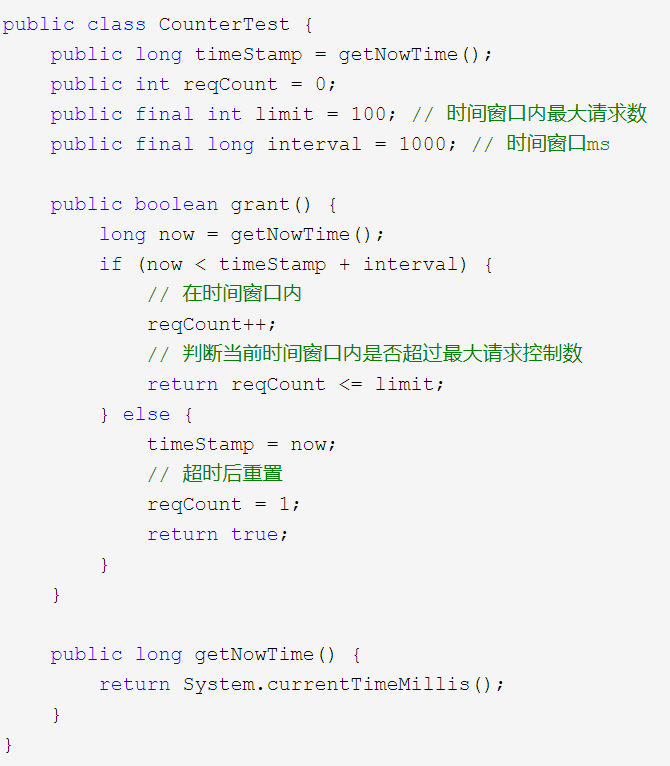 public class CounterTest {
    public long timeStamp = getNowTime();
    public int reqCount = 0;
    public final int limit = 100; // 时间窗口内最大请求数
    public final long interval = 1000; // 时间窗口ms

    public boolean grant() {
        long now = getNowTime();
        if (now < timeStamp + interval) {
            // 在时间窗口内
            reqCount++;
            // 判断当前时间窗口内是否超过最大请求控制数
            return reqCount <= limit;
        } else {
            timeStamp = now;
            // 超时后重置
            reqCount = 1;
            return true;
        }
    }

    public long getNowTime() {
        return System.currentTimeMillis();
    }
}